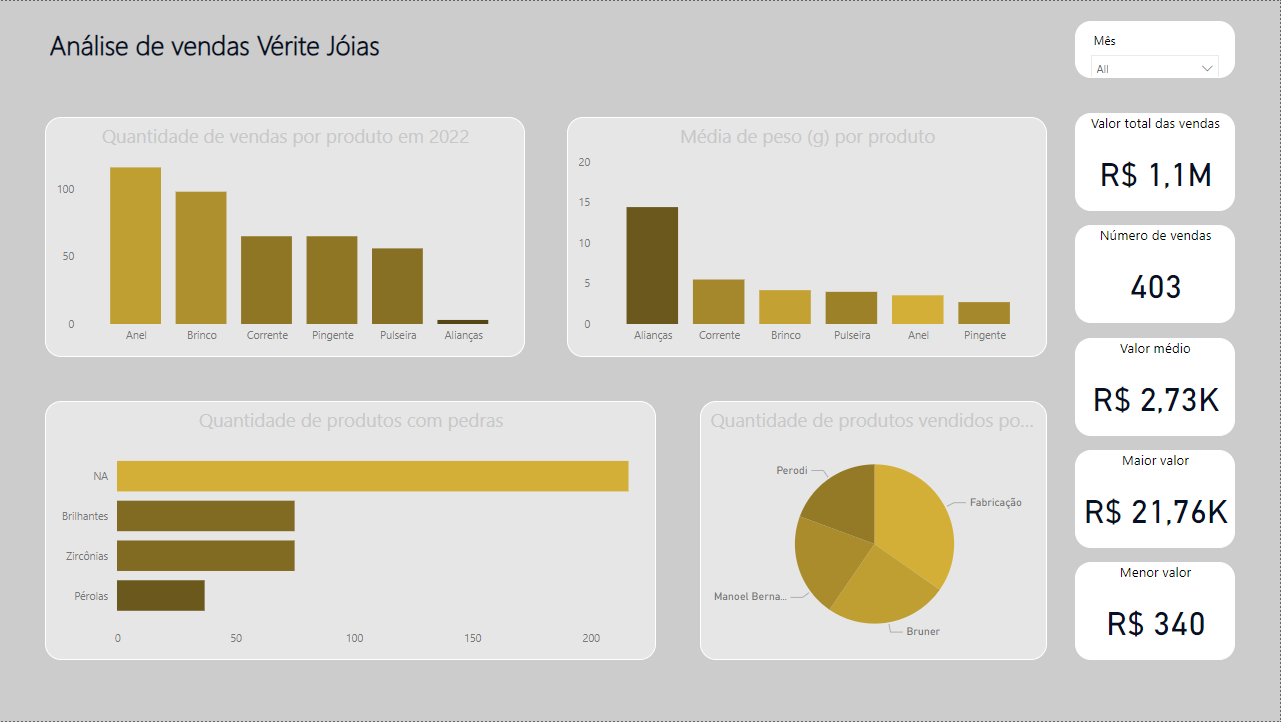 Análise de vendas Vérite Jóias
Mês
All
Quantidade de vendas por produto em 2022
100
50
0
Anel Brinco Corrente Pingente Pulseira Alianças
Média de peso (g) por produto
20
15
10
5
0
Alianças Corrente Brinco Pulseira Anel Pingente
Valor total das vendas
R$ 1,1M
Número de vendas
403
Valor médio
R$ 2,73K
Maior valor
R$ 21,76K
Menor valor
R$ 340
Quantidade de produtos com pedras
NA
Brilhantes
Zircônias
Pérolas
0 50 100 150 200
Quantidade de produtos vendidos po...
Perodi
Fabricação
Manoel Berna...
Bruner